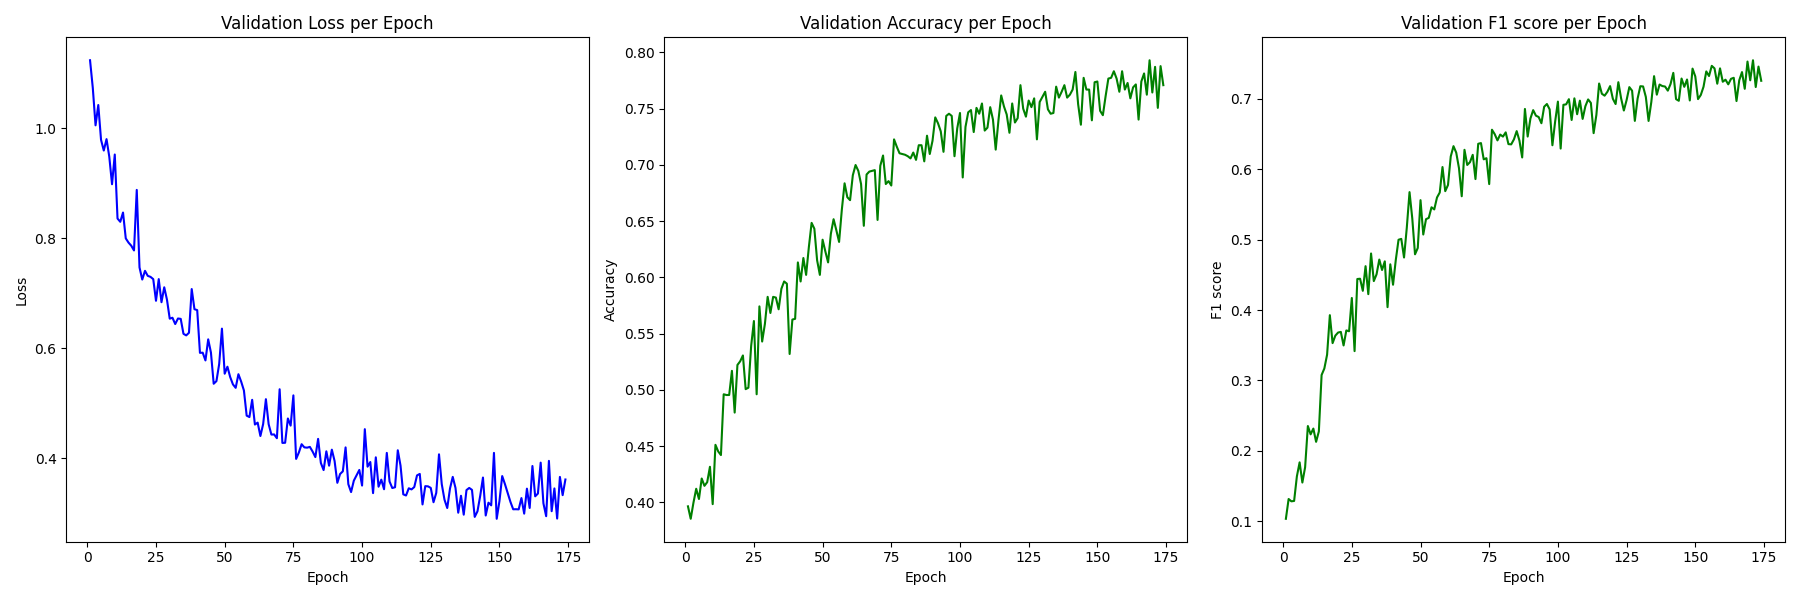 Validation Loss per Epoch
Loss
1.0
0.8
0.6
0.4
0 25 50 75 100 125 150 175
Epoch
Validation Accuracy per Epoch
Accuracy
0.80
0.75
0.70
0.65
0.60
0.55
0.50
0.45
0.40
0 25 50 75 100 125 150 175
Epoch
Validation F1 score per Epoch
F1 score
0.7
0.6
0.5
0.4
0.3
0.2
0.1
0 25 50 75 100 125 150 175
Epoch